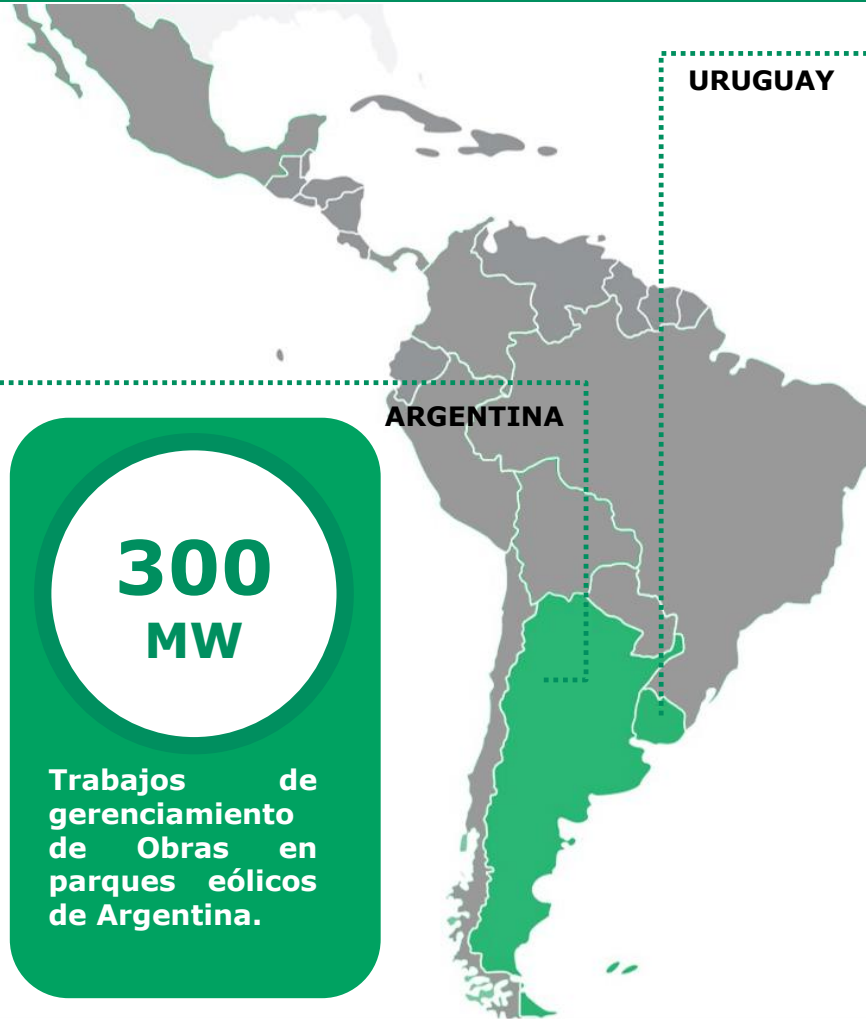 URUGUAY
ARGENTINA
300
MW
Trabajos de
gerenciamiento
de Obras en
parques eólicos
de Argentina.